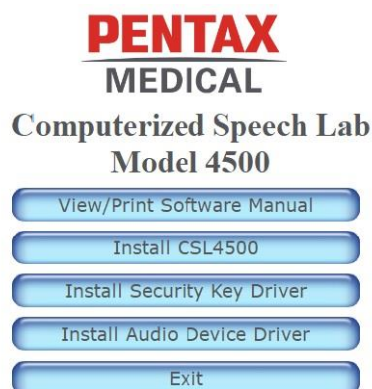 PENTAX
MEDICAL
Computerized Speech Lab
Model 4500
View/Print Software Manual
Install CSL4500
Install Security Key Driver
Install Audio Device Driver
Exit